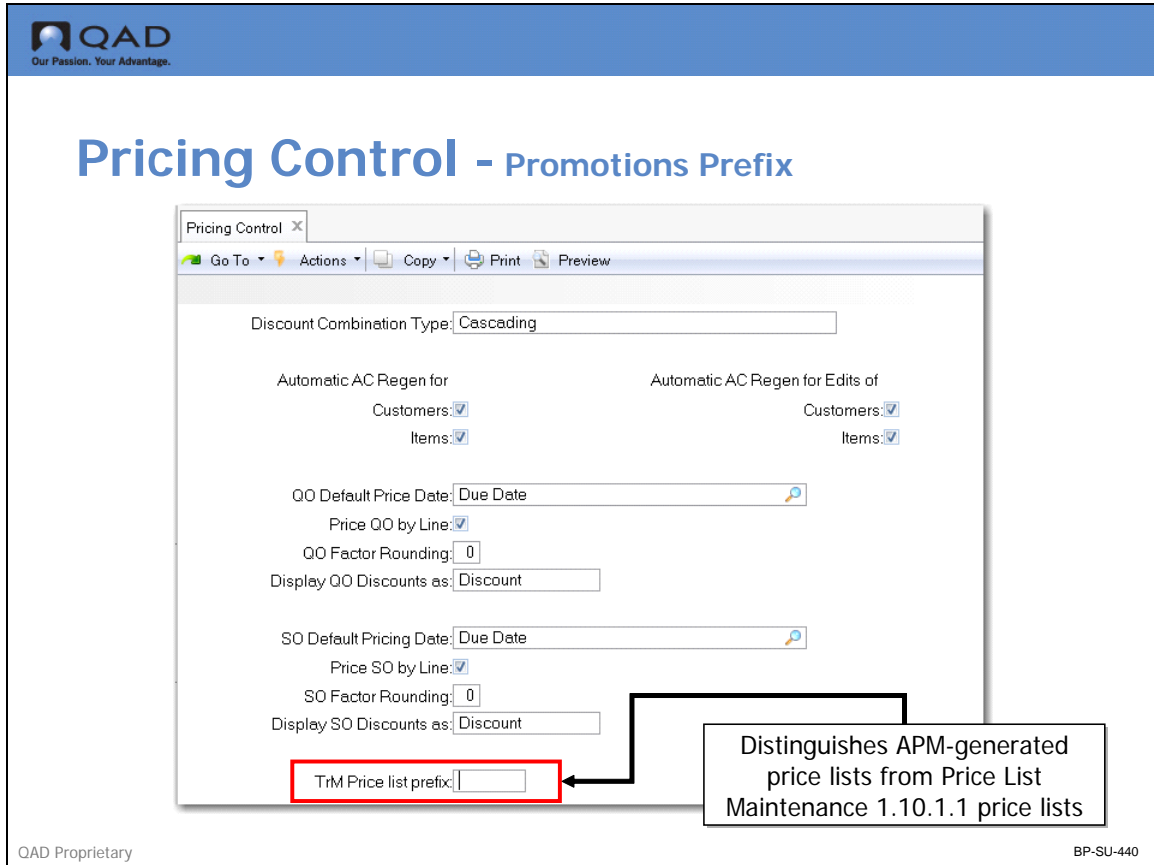 QAD
Our Passion. Your Advantage.
Pricing Control - Promotions Prefix
Pricing Control X
Go To Actions Copy Print Preview
Discount Combination Type: Cascading
Automatic AC Regen for Automatic AC Regen for Edits of
Customers: Customers:
Items: Items:
QO Default Price Date: Due Date
Price QO by Line:
QO Factor Rounding: 0
Display QO Discounts as: Discount
SO Default Pricing Date: Due Date
Price SO by Line:
SO Factor Rounding: 0
Display SO Discounts as: Discount
TrM Price list prefix:
Distinguishes APM-generated
price lists from Price List
Maintenance 1.10.1.1 price lists
QAD Proprietary BP-SU-440